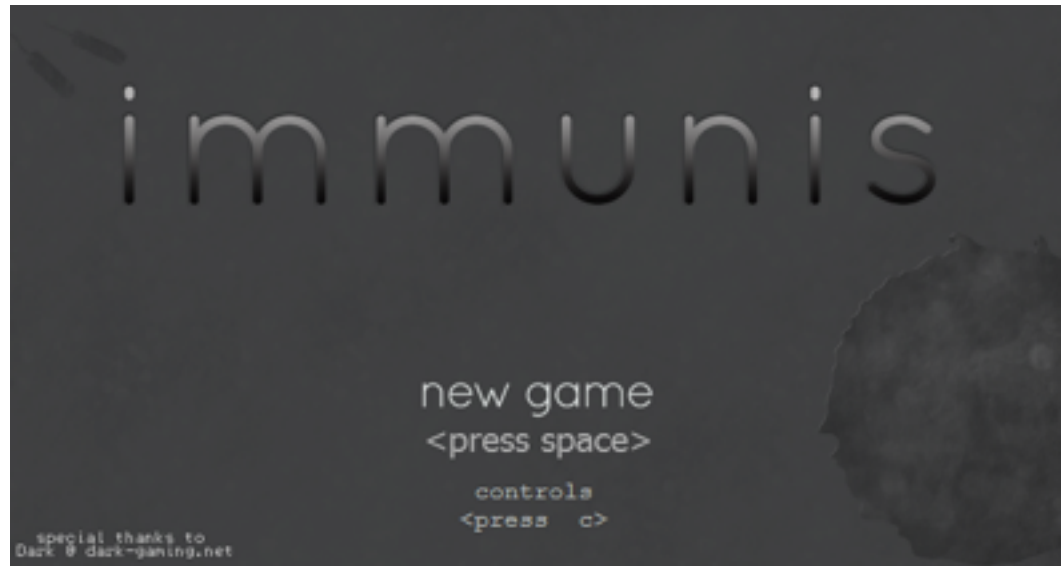 immunis
new game
<press space>
controls
<press c>
special thanks to
Dark @ dark-gaming.net